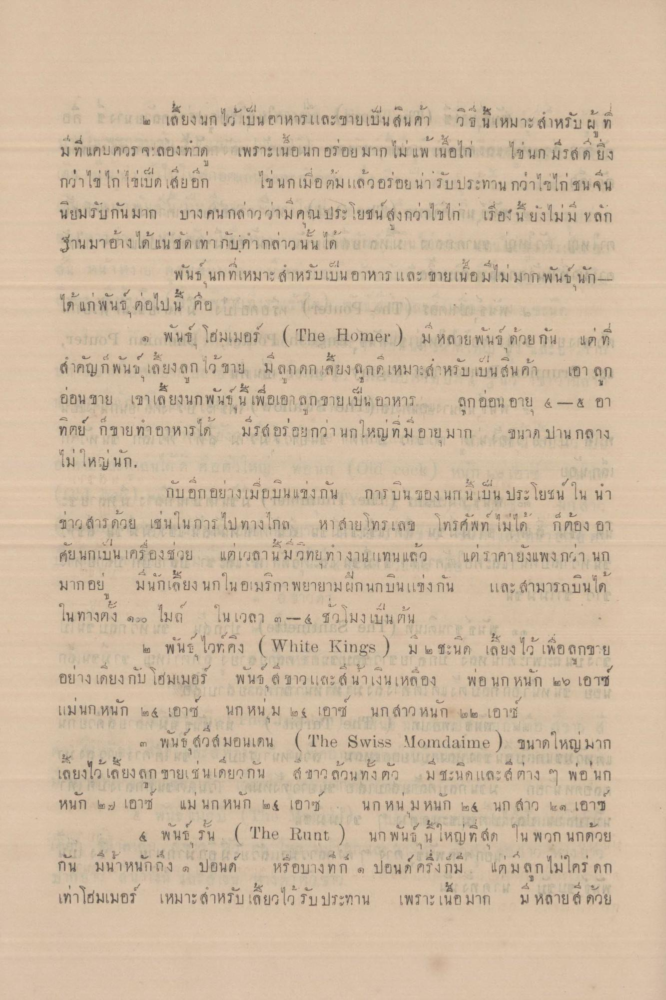 ๒ เลี้ยงนกไว้เป็นอาหารและขายเป็นสินค้า วิธีนี้เหมาะสำหรับผู้ที่
มีที่แคบควรจะลองทำดู เพราะเนื้อนกอร่อยมากไม่แพ้เนื้อไก่ ไข่นกมีรสดียิ่ง
กว่าไข่ไก่ไข่เป็ดเสียอีก ไข่นกเมื่อต้มแล้วอร่อยน่ารับประทานกว่าไข่ไก่ชนจีน
นิยมรับกันมาก บางคนกล่าวว่ามีคุณประโยชน์สูงกว่าไข่ไก่ เรื่องนี้ยังไม่มีหลัก
ฐานมาอ้างได้แน่ชัดเท่ากับคำกล่าวนั้นได้
พันธุ์นกที่เหมาะสำหรับเป็นอาหารและขายเนื้อมีไม่มากพันธุ์นัก—
ได้แก่พันธุ์ต่อไปนี้ คือ
๑ พันธุ์โฮมเมอร์ (The Homer) มีหลายพันธุ์ด้วยกัน แต่ที่
สำคัญก็พันธุ์เลี้ยงลูกไว้ขาย มีลูกดกเลี้ยงลูกดีเหมาะสำหรับเป็นสินค้า เอาลูก
อ่อนขาย เขาเลี้ยงนกพันธุ์นี้เพื่อเอาลูกขายเป็นอาหาร ลูกอ่อนอายุ ๔—๕ อา
ทิตย์ ก็ขายทำอาหารได้ มีรสอร่อยกว่านกใหญ่ที่มีอายุมาก ขนาดปานกลาง
ไม่ใหญ่นัก.
กับอีกอย่างเมื่อบินแข่งกัน การบินของนกนี้เป็นประโยชน์ในนำ
ข่าวสารด้วย เช่นในการไปทางไกล หาสายโทรเลข โทรศัพท์ไม่ได้ ก็ต้องอา
ศัยนกเป็นเครื่องช่วย แต่เวลานี้มีวิทยุทำงานแทนแล้ว แต่ราคายังแพงกว่านก
มากอยู่ มีนักเลี้ยงนกในอเมริกาพยายามฝึกนกบินแข่งกัน และสามารถบินได้
ในทางตั้ง ๑๐๐ ไมล์ ในเวลา ๓—๔ ชั่วโมงเป็นต้น
๒ พันธุ์ไวท์คิง (White Kings) มี ๒ ชะนิด เลี้ยงไว้เพื่อลูกขาย
อย่างเดียงกับโฮมเมอร์ พันธุ์สีขาวและสีน้ำเงินเหลือง พ่อนกหนัก ๒๖ เอาซ์
แม่นกหนัก ๒๔ เอาซ์ นกหนุ่ม ๒๔ เอาซ์ นกสาวหนัก ๒๒ เอาซ์
๓ พันธุ์สวีสมอนเดน (The Swiss Momdaime) ขนาดใหญ่มาก
เลี้ยงไว้เลี้ยงลูกขายเช่นเดียวกัน สีขาวล้วนทั้งตัว มีชะนิดและสีต่าง ๆ พ่อนก
หนัก ๒๗ เอาซ์ แม่นกหนัก ๒๕ เอาซ์ นกหนุ่มหนัก ๒๕ นกสาว ๒๓ เอาซ์
๔ พันธุ์รั้น (The Runt) นกพันธุ์นี้ใหญ่ที่สุด ในพวกนกด้วย
กัน มีน้ำหนักถึง ๑ ปอนด์ หรือบางทีก็ ๑ ปอนด์ครึ่งก็มี แต่มีลูกไม่ใคร่ดก
เท่าโฮมเมอร์ เหมาะสำหรับเลี้ยวไว้รับประทาน เพราะเนื้อมาก มีหลายสีด้วย